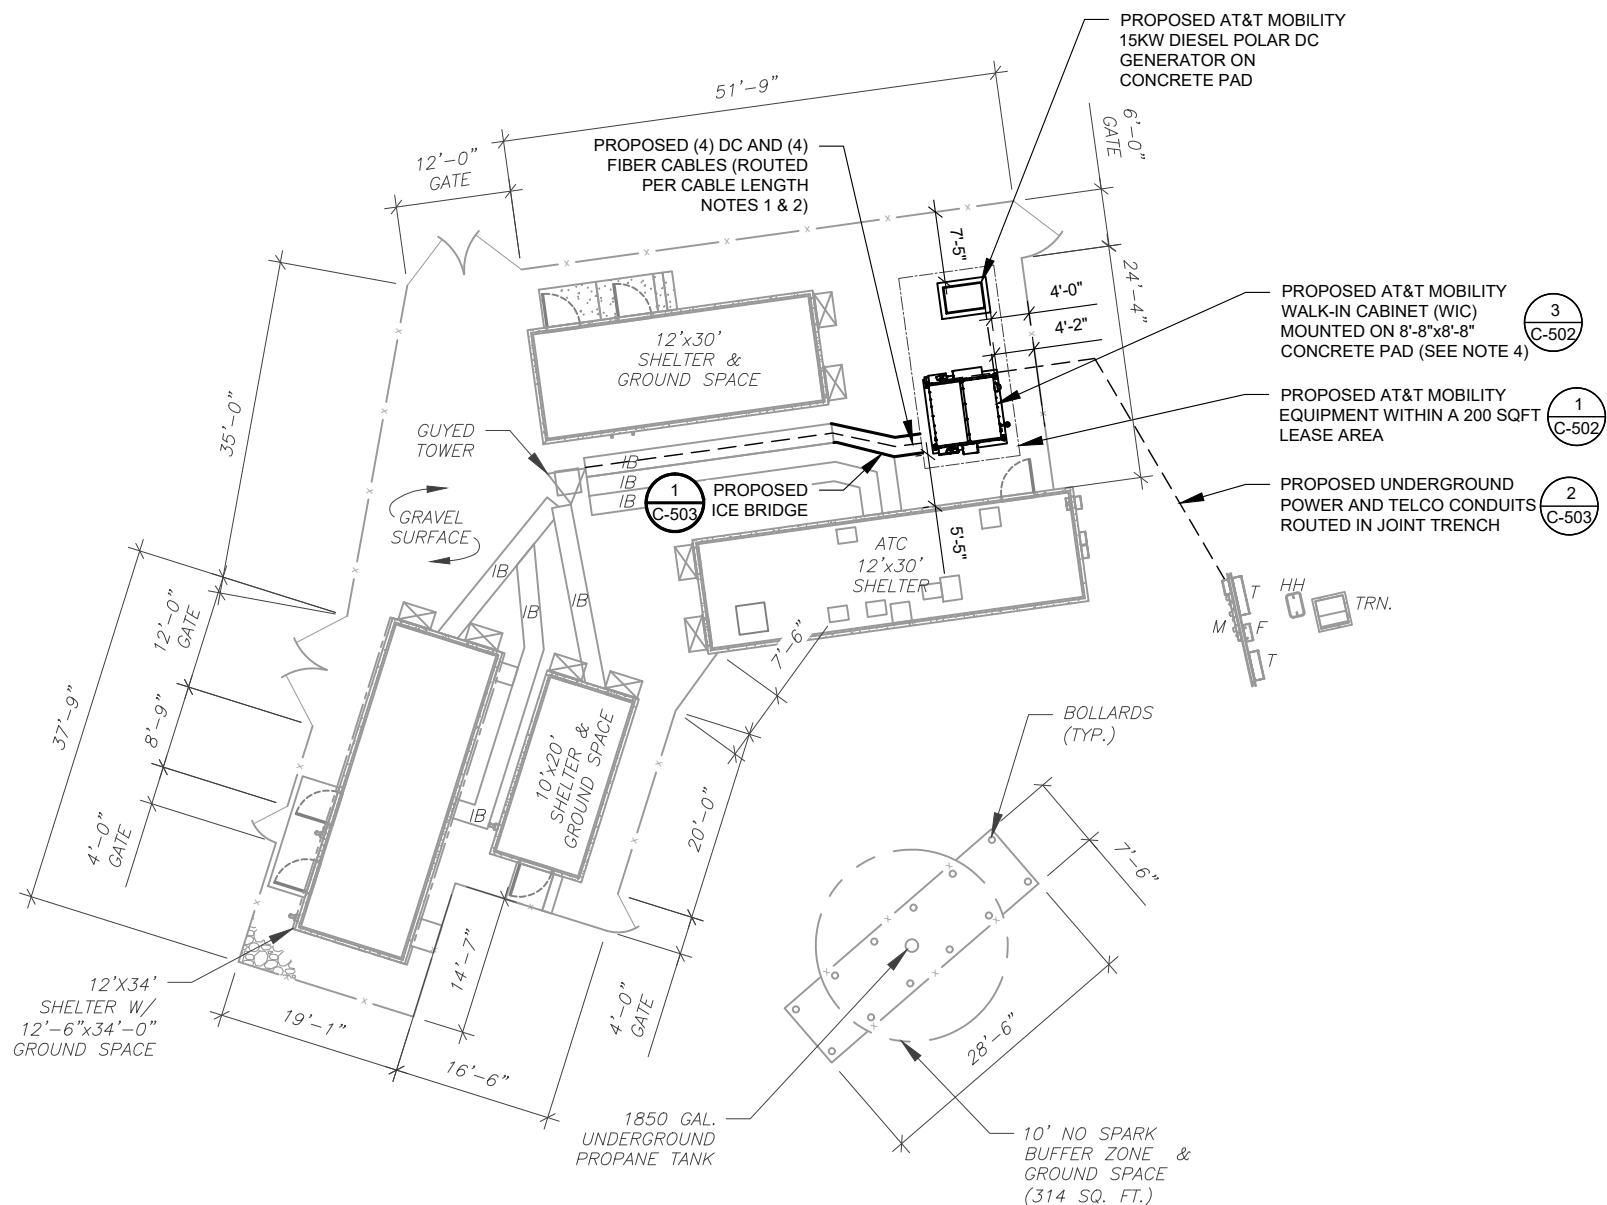 PROPOSED AT&T MOBILITY
15KW DIESEL POLAR DC
GENERATOR ON
CONCRETE PAD
51'-9"
6'-0"
GATE
12'-0"
GATE
PROPOSED (4) DC AND (4)
FIBER CABLES (ROUTED
PER CABLE LENGTH
NOTES 1 & 2)
7'-5"
24'-4"
4'-0"
4'-2"
PROPOSED AT&T MOBILITY
WALK-IN CABINET (WIC)
MOUNTED ON 8'-8"x8'-8"
CONCRETE PAD (SEE NOTE 4)
3
C-502
12'x30'
SHELTER &
GROUND SPACE
PROPOSED AT&T MOBILITY
EQUIPMENT WITHIN A 200 SQFT
LEASE AREA
1
C-502
35'-0"
GUYED
TOWER
IB
IB
IB
1
C-503
PROPOSED
ICE BRIDGE
PROPOSED UNDERGROUND
POWER AND TELCO CONDUITS
ROUTED IN JOINT TRENCH
2
C-503
GRAVEL
SURFACE
5'-5"
ATC
12'x30'
SHELTER
IB
IB
IB
T
HH
TRN.
M
F
T
12'-0"
GATE
7'-6"
37'-9"
8'-9"
10'x20'
SHELTER &
GROUND SPACE
BOLLARDS
(TYP.)
IB
20'-0"
4'-0"
GATE
7'-6"
14'-7"
12'X34'
SHELTER W/
12'-6"x34'-0"
GROUND SPACE
19'-1"
4'-0"
GATE
28'-6"
16'-6"
1850 GAL.
UNDERGROUND
PROPANE TANK
10' NO SPARK
BUFFER ZONE &
GROUND SPACE
(314 SQ. FT.)